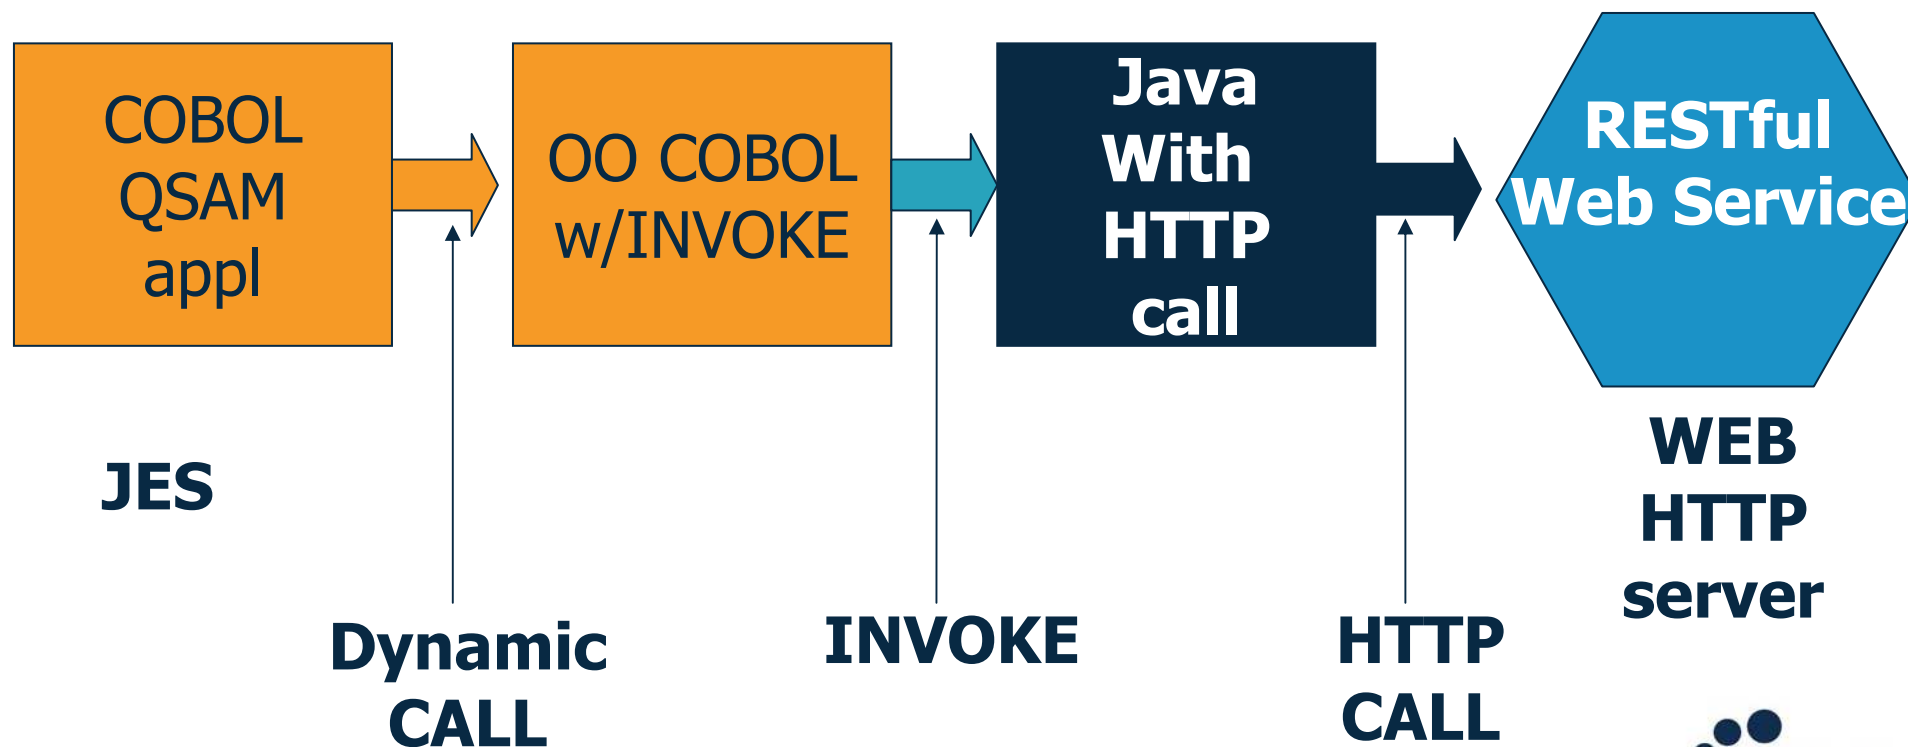 COBOL
QSAM
appl
OO COBOL
w/INVOKE
Java
With
HTTP
call
RESTful
Web Service
JES
WEB
HTTP
server
Dynamic
CALL
INVOKE
HTTP
CALL